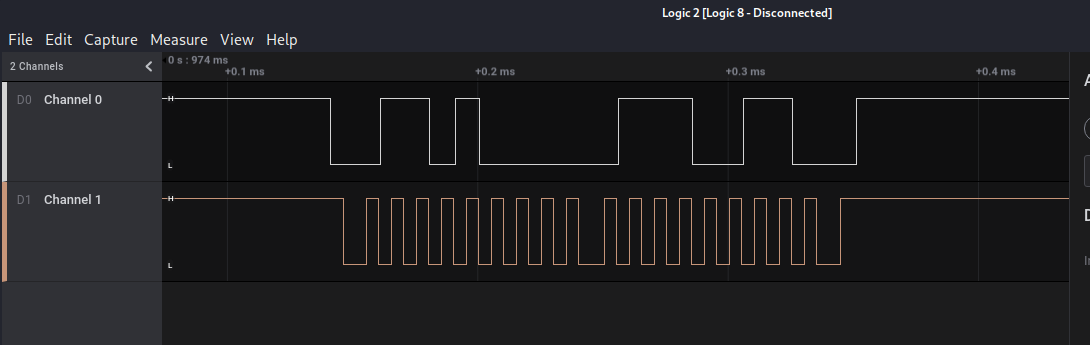 Logic 2 [Logic 8 - Disconnected]
File Edit Capture Measure View Help
2 Channels
0 s : 974 ms
+0.1 ms +0.2 ms +0.3 ms +0.4 ms
D0 Channel 0
H
L
D1 Channel 1
H
L